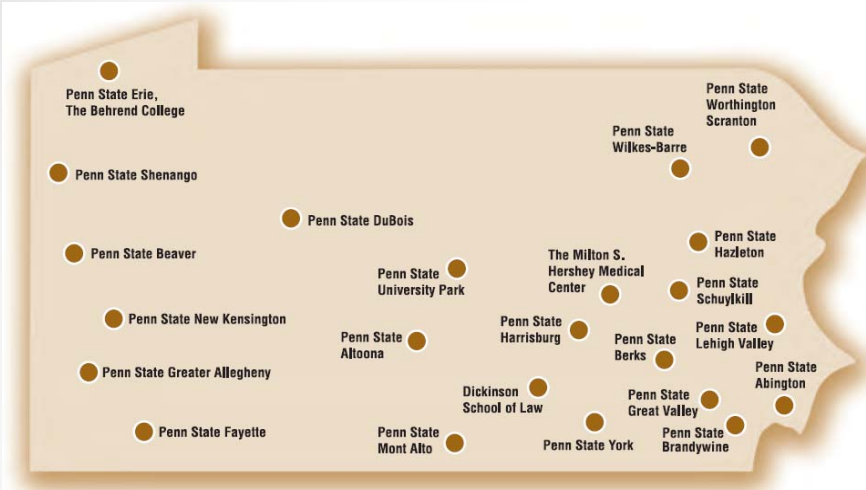 Penn State Erie,
The Behrend College
Penn State
Worthington
Scranton
Penn State
Wilkes-Barre
Penn State Shenango
Penn State DuBois
Penn State Beaver
Penn State
Hazleton
The Milton S.
Hershey Medical
Center
Penn State
University Park
Penn State
Schuylkill
Penn State New Kensington
Penn State
Harrisburg
Penn State
Lehigh Valley
Penn State
Altoona
Penn State
Berks
Penn State Greater Allegheny
Penn State
Abington
Dickinson
School of Law
Penn State
Great Valley
Penn State Fayette
Penn State
Mont Alto
Penn State York
Penn State
Brandywine